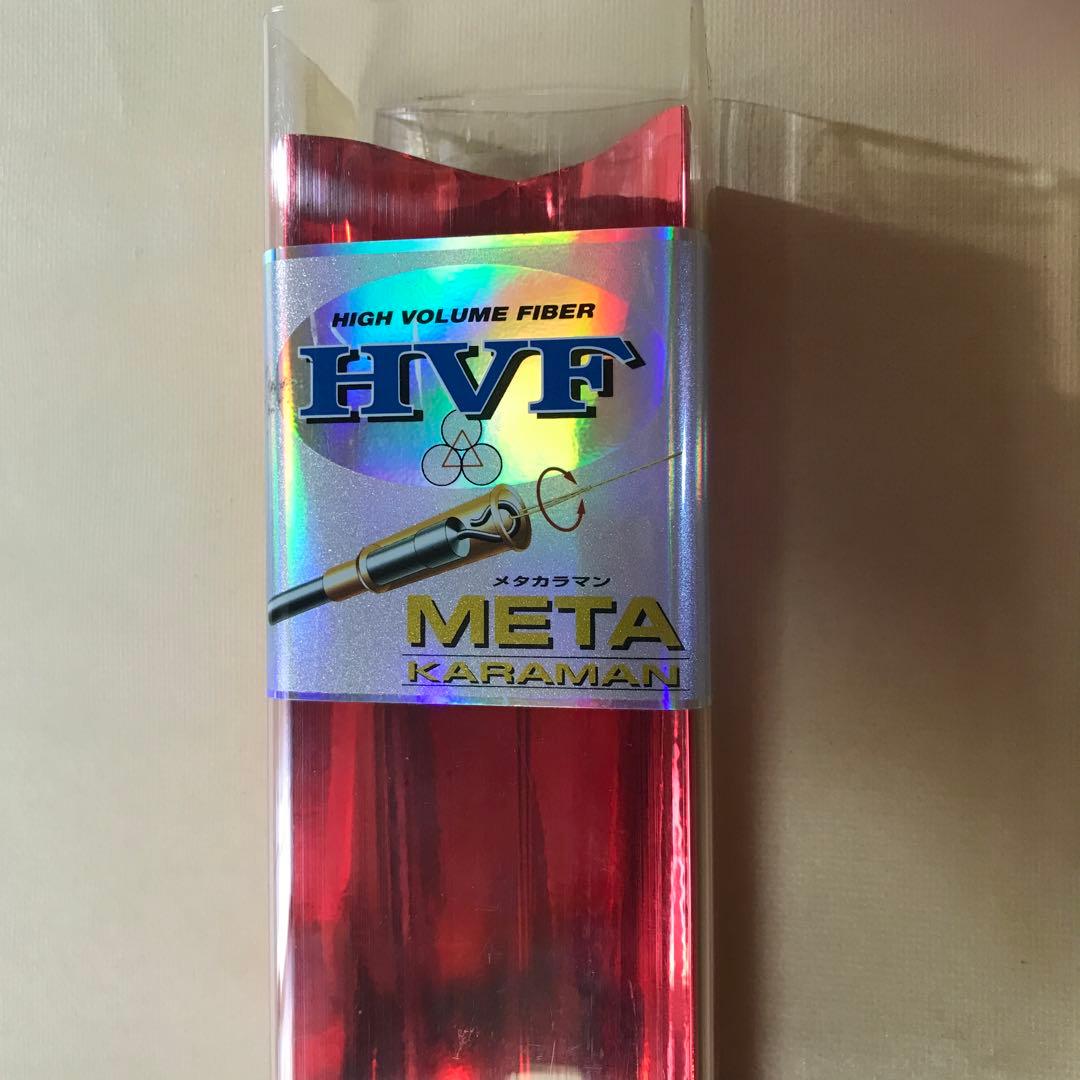 HIGH VOLUME FIBER
HVF
メタカラマン
META
KARAMAN